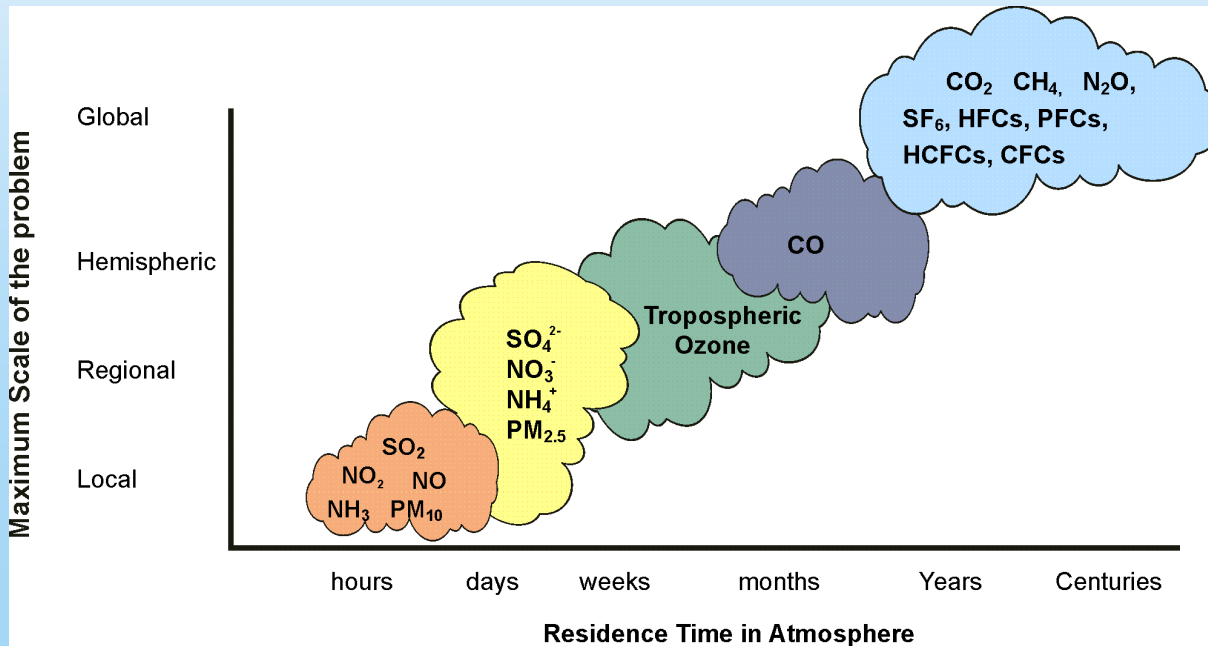 Maximum Scale of the problem
Global
Hemispheric
Regional
Local
CO₂ CH₄, N₂O,
SF₆, HFCs, PFCs,
HCFCs, CFCs
CO
Tropospheric
Ozone
SO₄²⁻
NO₃⁻
NH₄⁺
PM₂.₅
SO₂
NO₂ NO
NH₃ PM₁₀
hours days weeks months Years Centuries
Residence Time in Atmosphere